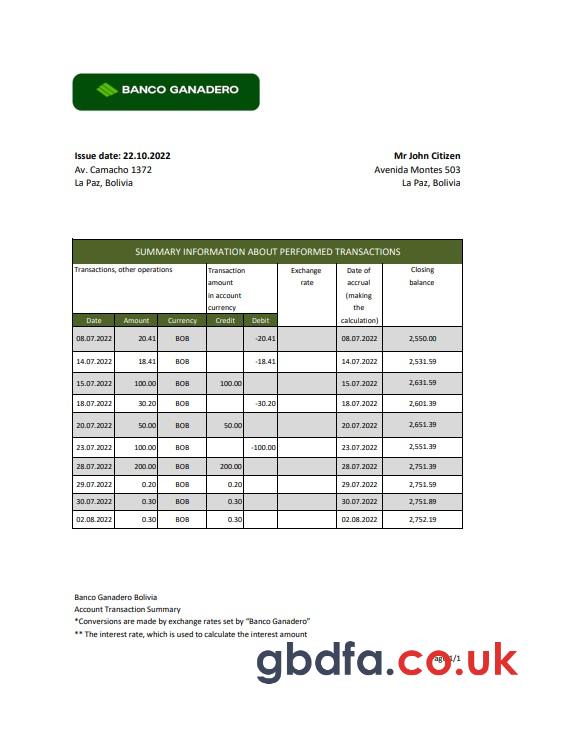 BANCO GANADERO
Issue date: 22.10.2022 Mr John Citizen
Av. Camacho 1372 Avenida Montes 503
La Paz, Bolivia La Paz, Bolivia
SUMMARY INFORMATION ABOUT PERFORMED TRANSACTIONS
Transactions, other operations Transaction amount in account currency Exchange rate Date of accrual (making the calculation) Closing balance
Date Amount Currency Credit Debit
08.07.2022 20.41 BOB -20.41 08.07.2022 2,550.00
14.07.2022 18.41 BOB -18.41 14.07.2022 2,531.59
15.07.2022 100.00 BOB 100.00 15.07.2022 2,631.59
18.07.2022 30.20 BOB -30.20 18.07.2022 2,601.39
20.07.2022 50.00 BOB 50.00 20.07.2022 2,651.39
23.07.2022 100.00 BOB -100.00 23.07.2022 2,551.39
28.07.2022 200.00 BOB 200.00 28.07.2022 2,751.39
29.07.2022 0.20 BOB 0.20 29.07.2022 2,751.59
30.07.2022 0.30 BOB 0.30 30.07.2022 2,751.89
02.08.2022 0.30 BOB 0.30 02.08.2022 2,752.19
Banco Ganadero Bolivia
Account Transaction Summary
*Conversions are made by exchange rates set by “Banco Ganadero”
** The interest rate, which is used to calculate the interest amount
Page 1/1
gbdfa.co.uk